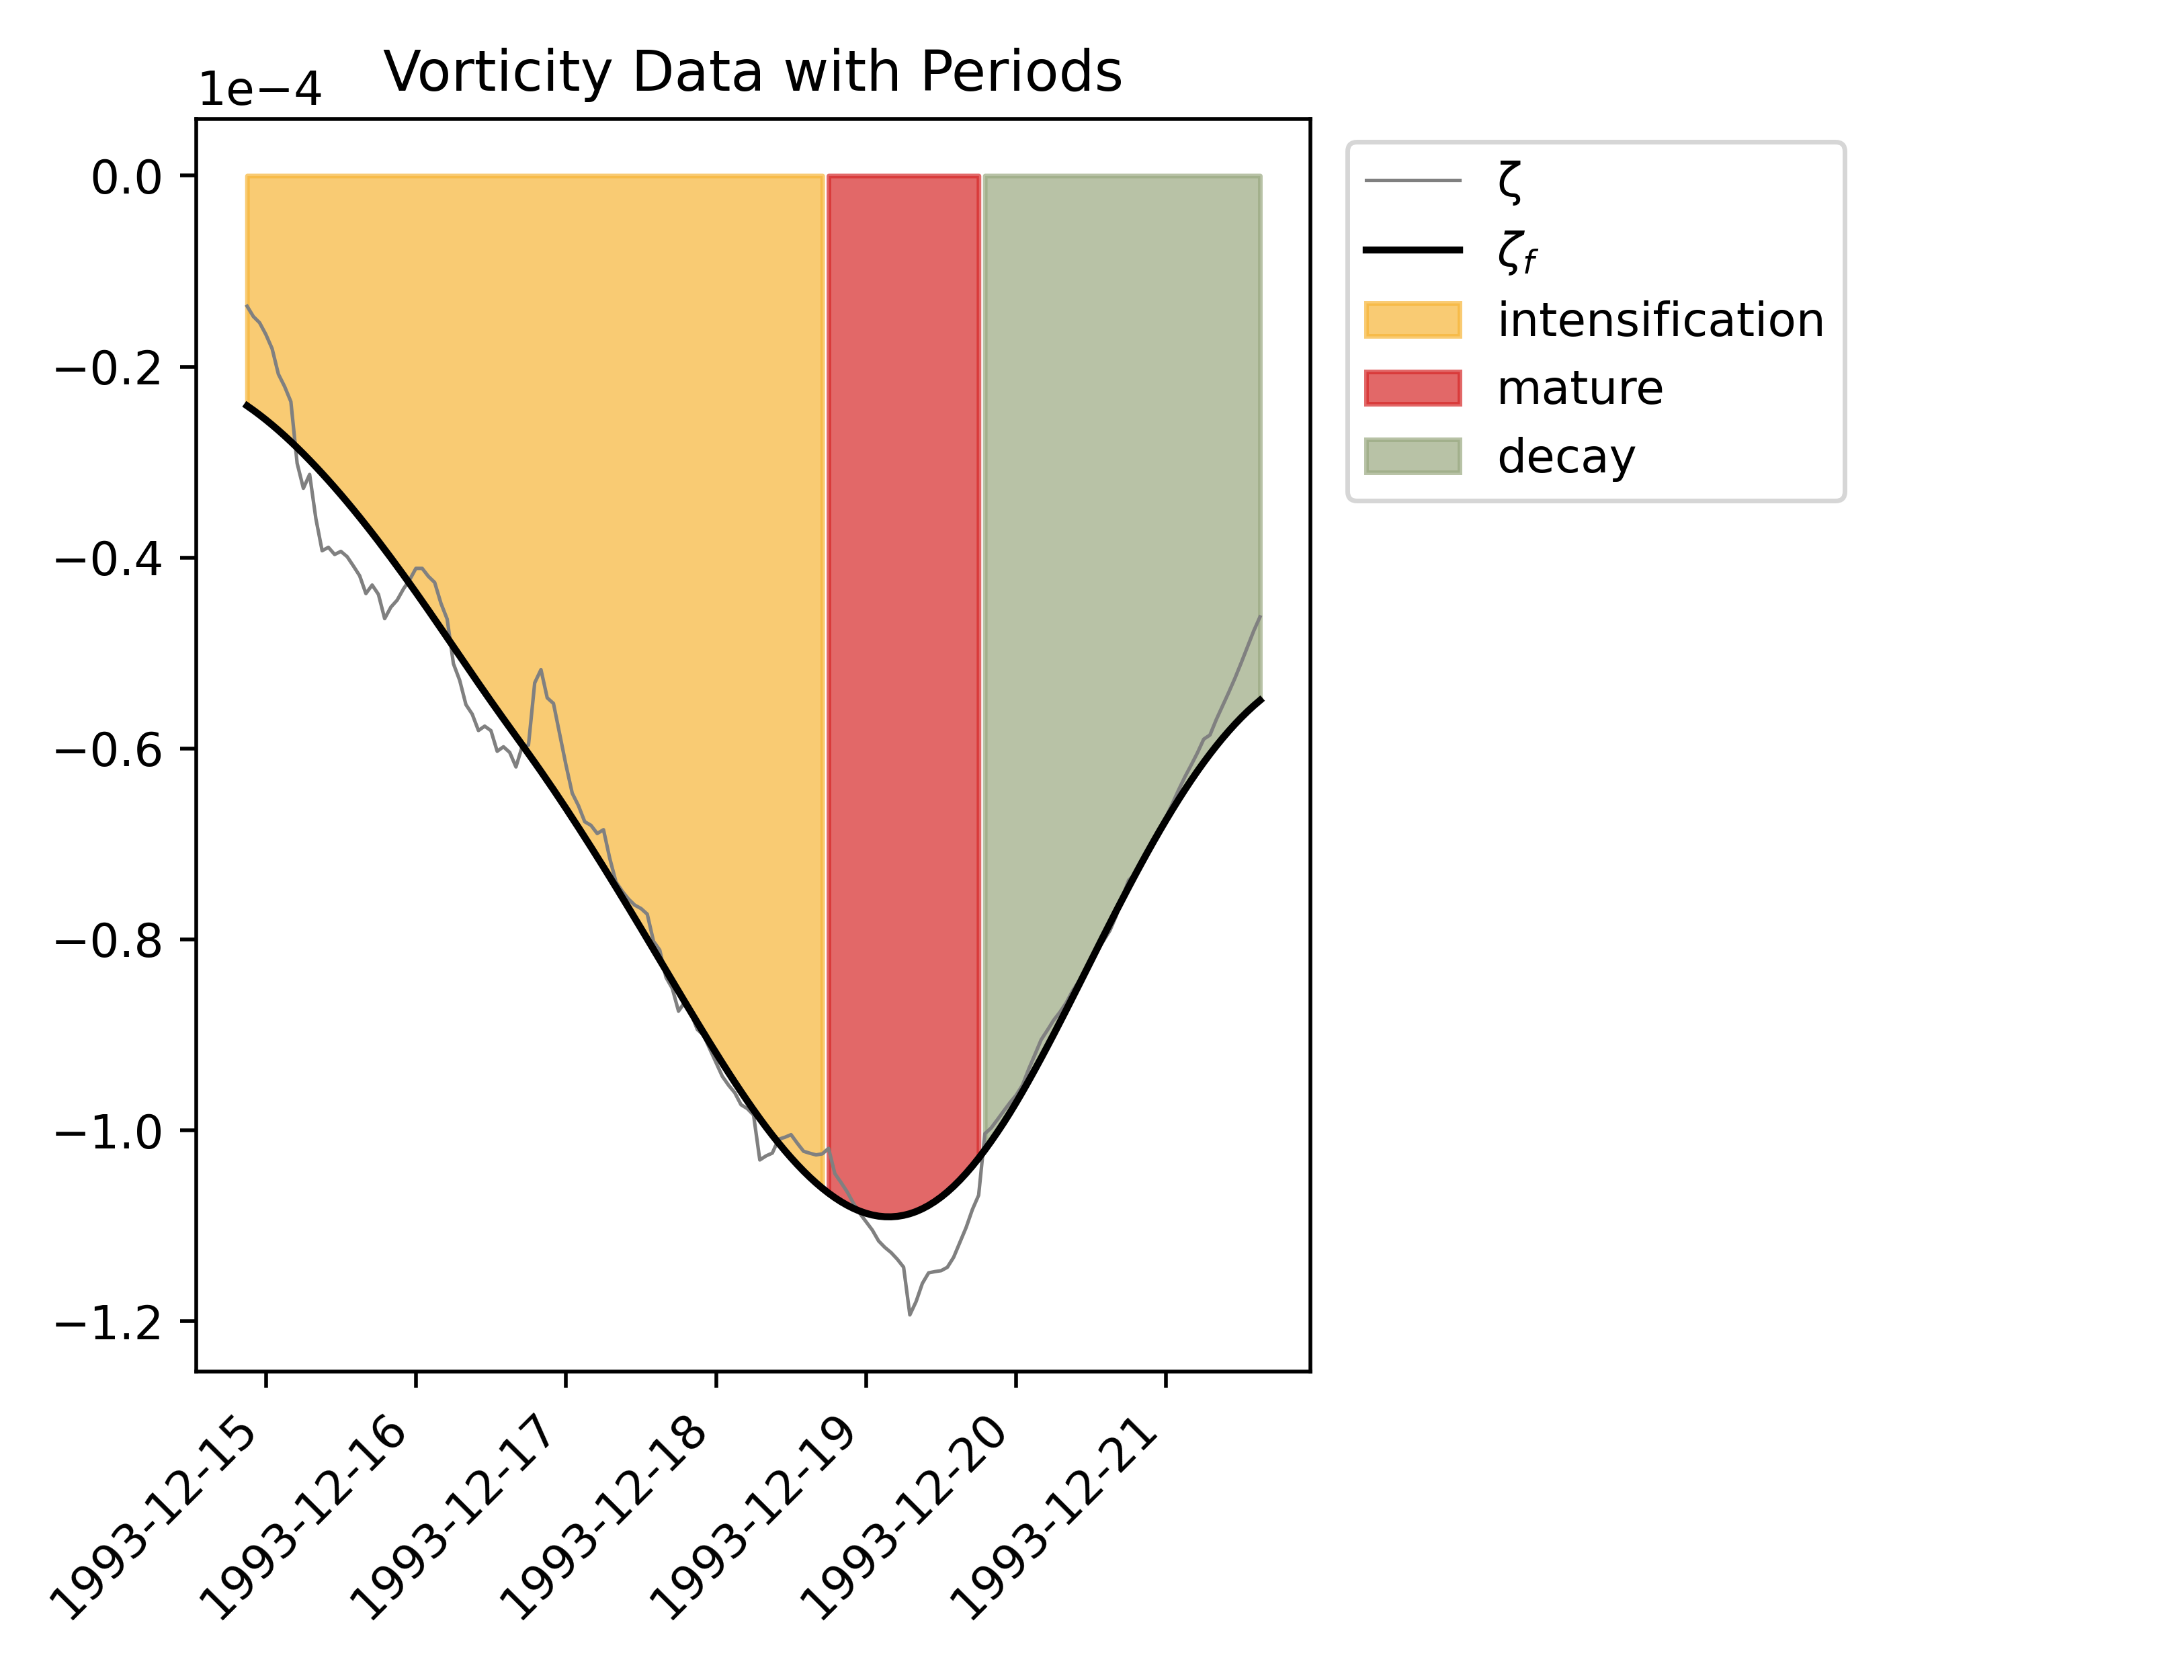 Vorticity Data with Periods
1e−4
0.0
−0.2
−0.4
−0.6
−0.8
−1.0
−1.2
1993-12-15
1993-12-16
1993-12-17
1993-12-18
1993-12-19
1993-12-20
1993-12-21
ζ
ζf
intensification
mature
decay